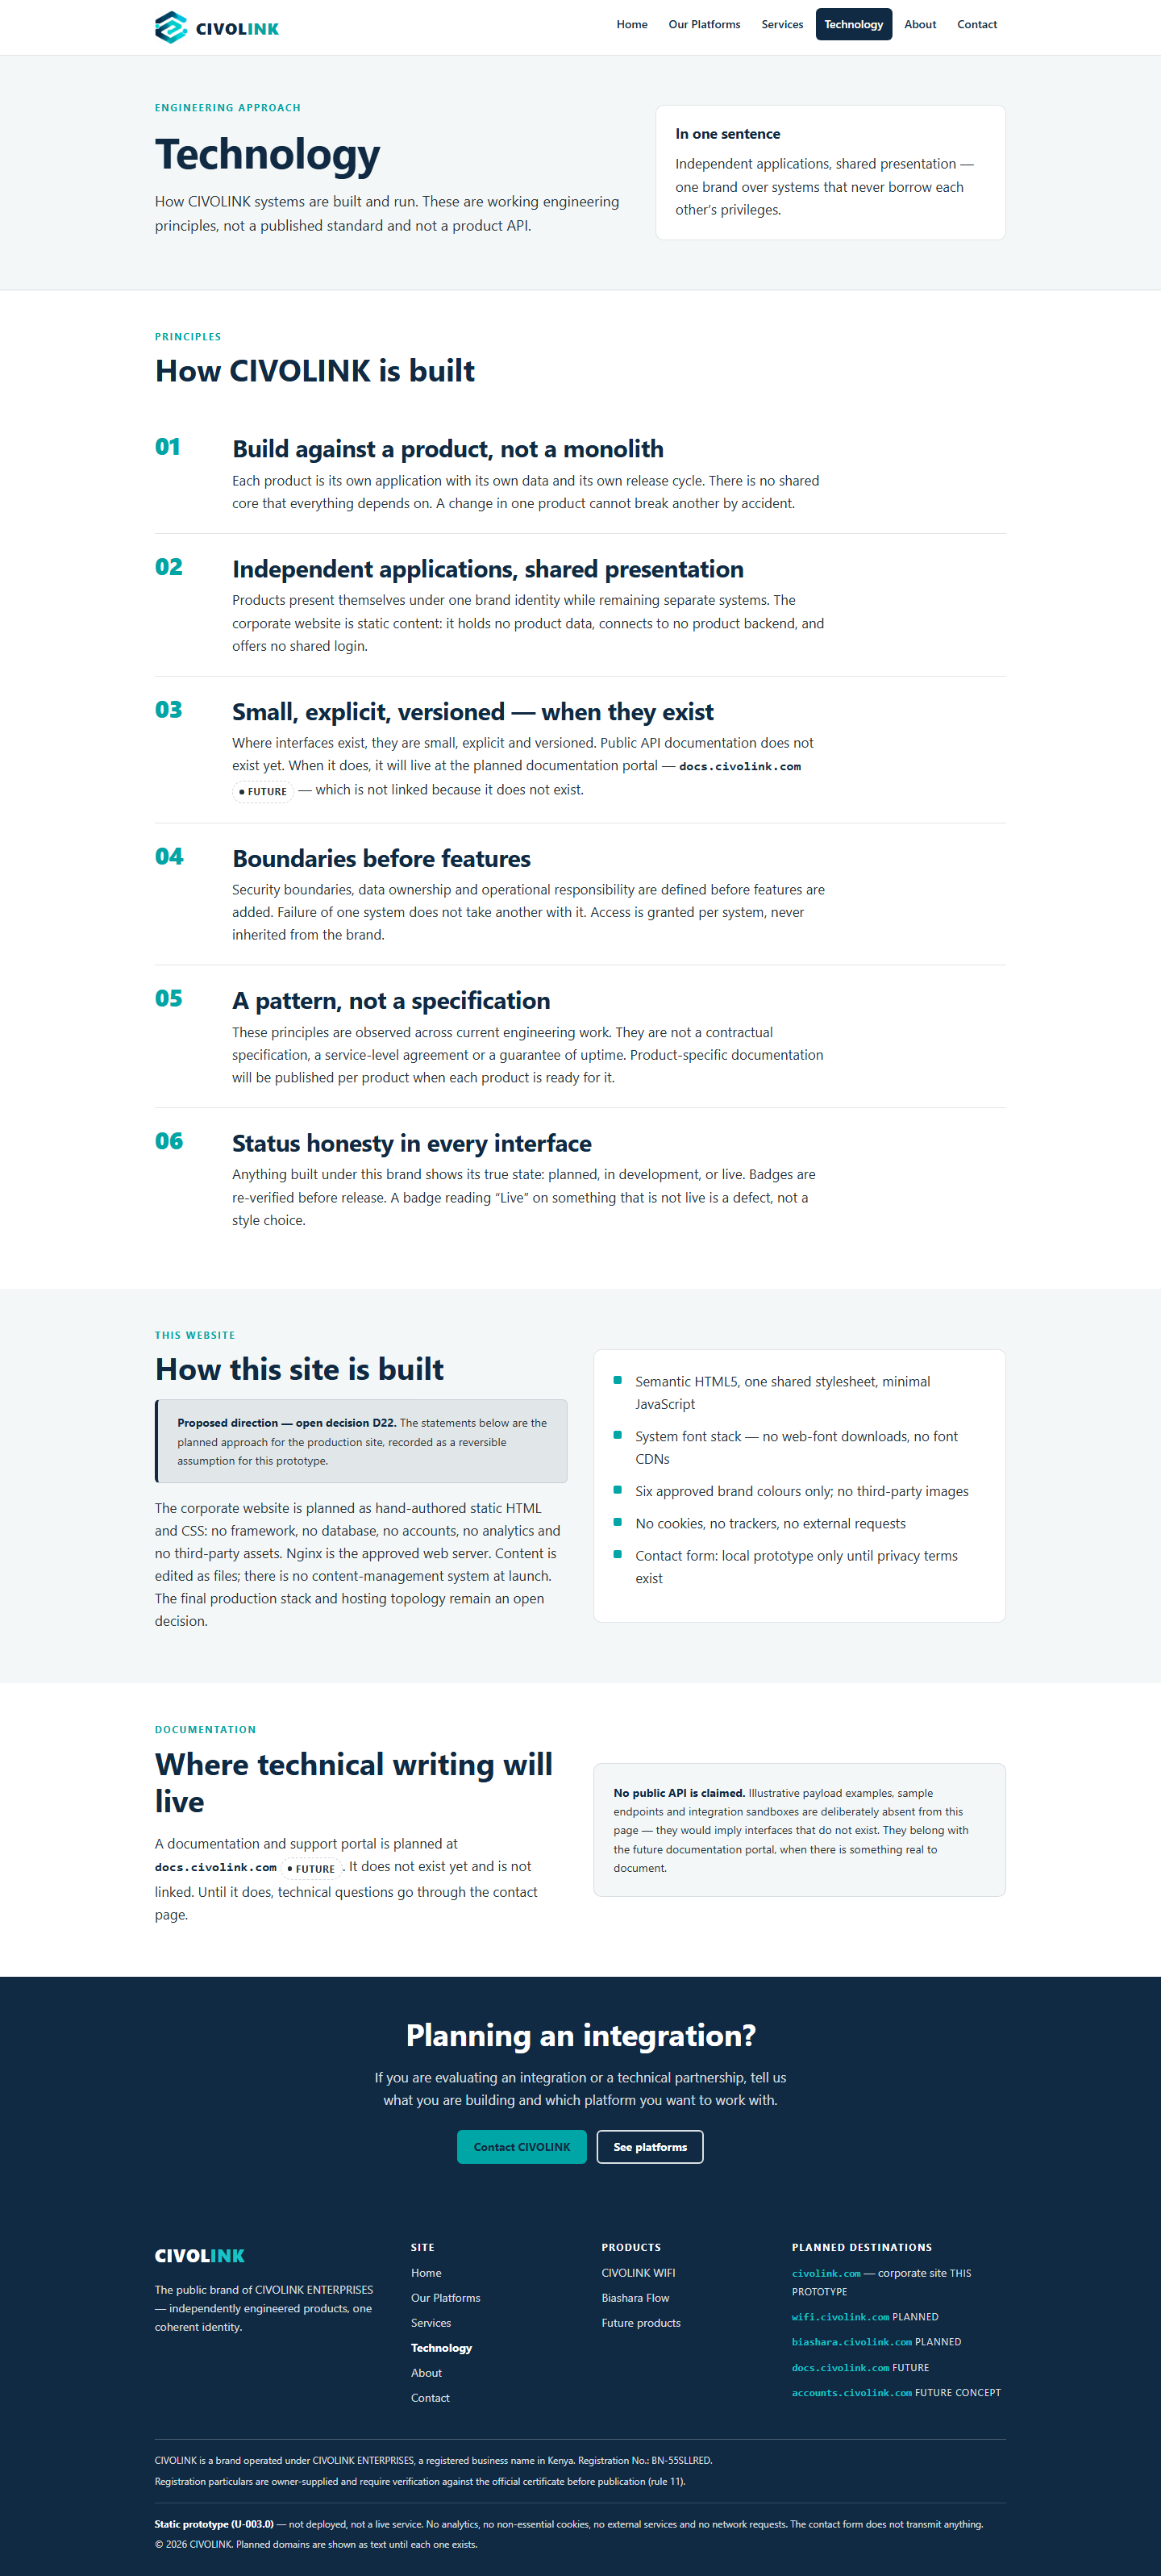 CIVOLINK
Home Our Platforms Services Technology About Contact
ENGINEERING APPROACH
Technology
How CIVOLINK systems are built and run. These are working engineering
principles, not a published standard and not a product API.
In one sentence
Independent applications, shared presentation —
one brand over systems that never borrow each
other’s privileges.
PRINCIPLES
How CIVOLINK is built
01
Build against a product, not a monolith
Each product is its own application with its own data and its own release cycle. There is no shared
core that everything depends on. A change in one product cannot break another by accident.
02
Independent applications, shared presentation
Products present themselves under one brand identity while remaining separate systems. The
corporate website is static content: it holds no product data, connects to no product backend, and
offers no shared login.
03
Small, explicit, versioned — when they exist
Where interfaces exist, they are small, explicit and versioned. Public API documentation does not
exist yet. When it does, it will live at the planned documentation portal — docs.civolink.com
FUTURE — which is not linked because it does not exist.
04
Boundaries before features
Security boundaries, data ownership and operational responsibility are defined before features are
added. Failure of one system does not take another with it. Access is granted per system, never
inherited from the brand.
05
A pattern, not a specification
These principles are observed across current engineering work. They are not a contractual
specification, a service-level agreement or a guarantee of uptime. Product-specific documentation
will be published per product when each product is ready for it.
06
Status honesty in every interface
Anything built under this brand shows its true state: planned, in development, or live. Badges are
re-verified before release. A badge reading “Live” on something that is not live is a defect, not a
style choice.
THIS WEBSITE
How this site is built
Proposed direction — open decision D22. The statements below are the
planned approach for the production site, recorded as a reversible
assumption for this prototype.
The corporate website is planned as hand-authored static HTML
and CSS: no framework, no database, no accounts, no analytics and
no third-party assets. Nginx is the approved web server. Content is
edited as files; there is no content-management system at launch.
The final production stack and hosting topology remain an open
decision.
Semantic HTML5, one shared stylesheet, minimal
JavaScript
System font stack — no web-font downloads, no font
CDNs
Six approved brand colours only; no third-party images
No cookies, no trackers, no external requests
Contact form: local prototype only until privacy terms
exist
DOCUMENTATION
Where technical writing will
live
A documentation and support portal is planned at
docs.civolink.com FUTURE . It does not exist yet and is not
linked. Until it does, technical questions go through the contact
page.
No public API is claimed. Illustrative payload examples, sample
endpoints and integration sandboxes are deliberately absent from this
page — they would imply interfaces that do not exist. They belong with
the future documentation portal, when there is something real to
document.
Planning an integration?
If you are evaluating an integration or a technical partnership, tell us
what you are building and which platform you want to work with.
Contact CIVOLINK See platforms
CIVOLINK
The public brand of CIVOLINK ENTERPRISES
— independently engineered products, one
coherent identity.
SITE
Home
Our Platforms
Services
Technology
About
Contact
PRODUCTS
CIVOLINK WIFI
Biashara Flow
Future products
PLANNED DESTINATIONS
civolink.com — corporate site THIS
PROTOTYPE
wifi.civolink.com PLANNED
biashara.civolink.com PLANNED
docs.civolink.com FUTURE
accounts.civolink.com FUTURE CONCEPT
CIVOLINK is a brand operated under CIVOLINK ENTERPRISES, a registered business name in Kenya. Registration No.: BN-55SLLRED.
Registration particulars are owner-supplied and require verification against the official certificate before publication (rule 11).
Static prototype (U-003.0) — not deployed, not a live service. No analytics, no non-essential cookies, no external services and no network requests. The contact form does not transmit anything.
© 2026 CIVOLINK. Planned domains are shown as text until each one exists.